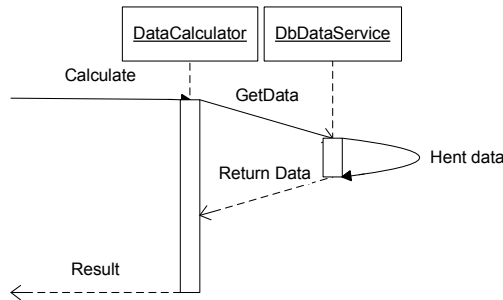 DataCalculator
DbDataService
Calculate
GetData
Hent data
Return Data
Result